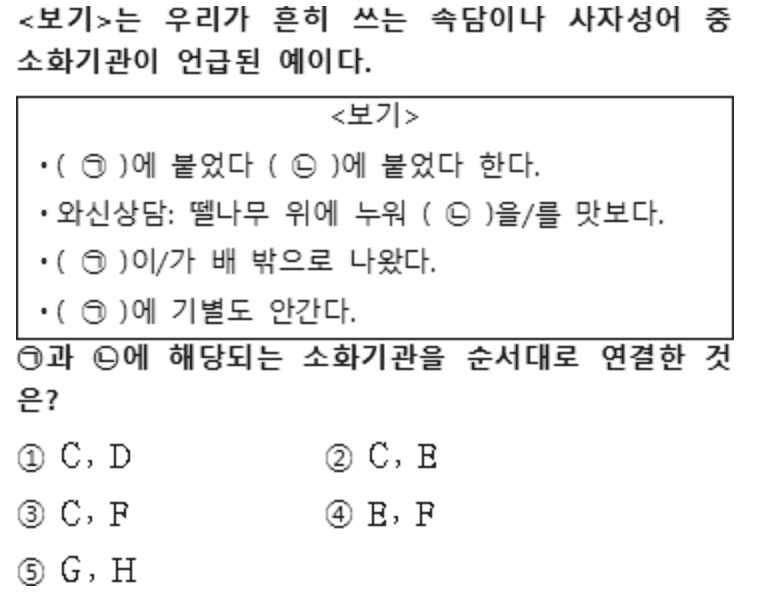 <보기>는 우리가 흔히 쓰는 속담이나 사자성어 중
소화기관이 언급된 예이다.
<보기>
•( ㉠ )에 붙었다 ( ㉡ )에 붙었다 한다.
•와신상담: 뗄나무 위에 누워 ( ㉡ )을/를 맛보다.
•( ㉠ )이/가 배 밖으로 나왔다.
•( ㉠ )에 기별도 안간다.
㉠과 ㉡에 해당되는 소화기관을 순서대로 연결한 것
은?
① C, D ② C, E
③ C, F ④ E, F
⑤ G, H